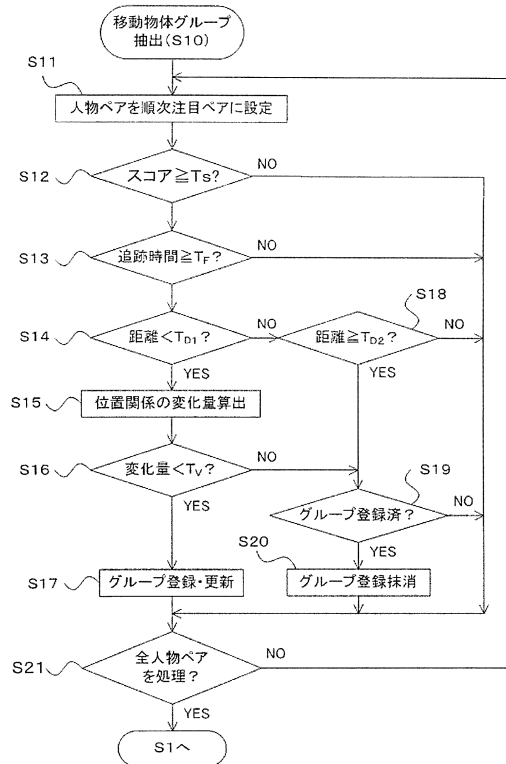 移動物体グループ
抽出(S10)
S11
人物ペアを順次注目ペアに設定
S12
スコア≧Ts?
NO
S13
追跡時間≧TF?
NO
S14
距離<TD1?
NO
YES
S18
距離≧TD2?
NO
YES
S15
位置関係の変化量算出
S16
変化量<TV?
NO
YES
S19
グループ登録済?
NO
YES
S17
グループ登録・更新
S20
グループ登録抹消
S21
全人物ペア
を処理?
NO
YES
S1へ